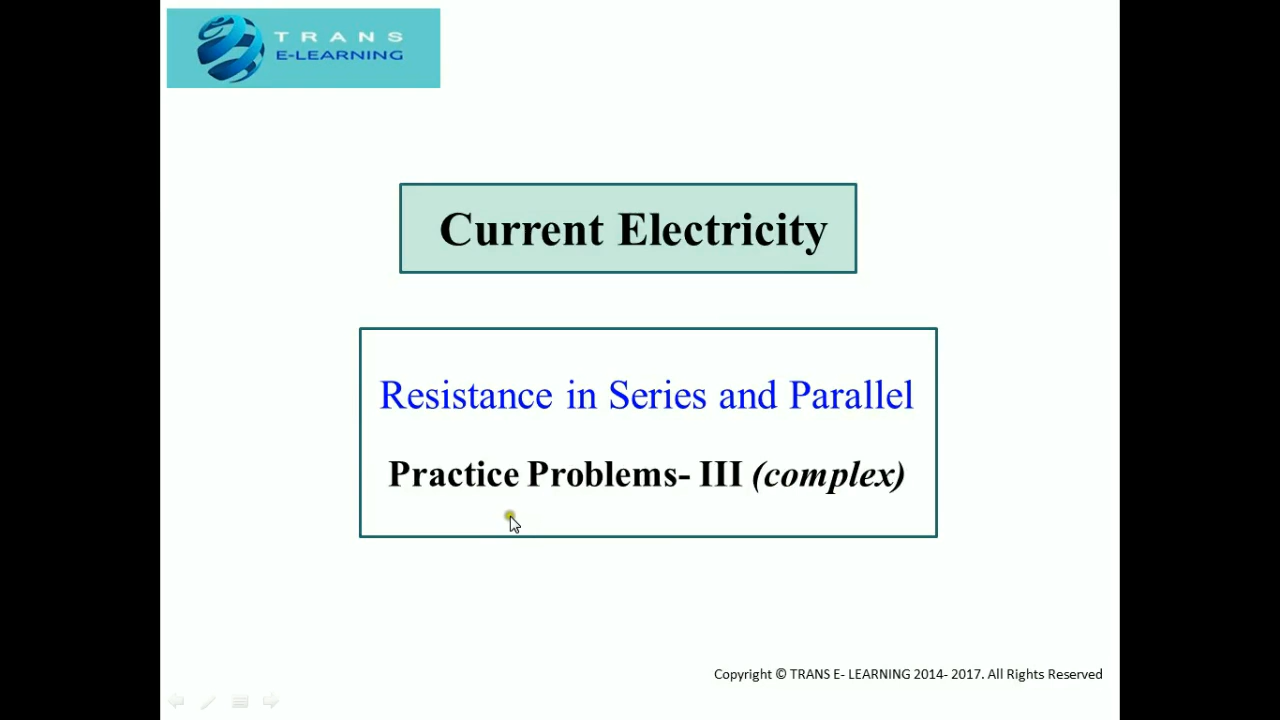 TRANS
E-LEARNING
Current Electricity
Resistance in Series and Parallel
Practice Problems- III (complex)
Copyright © TRANS E- LEARNING 2014- 2017. All Rights Reserved